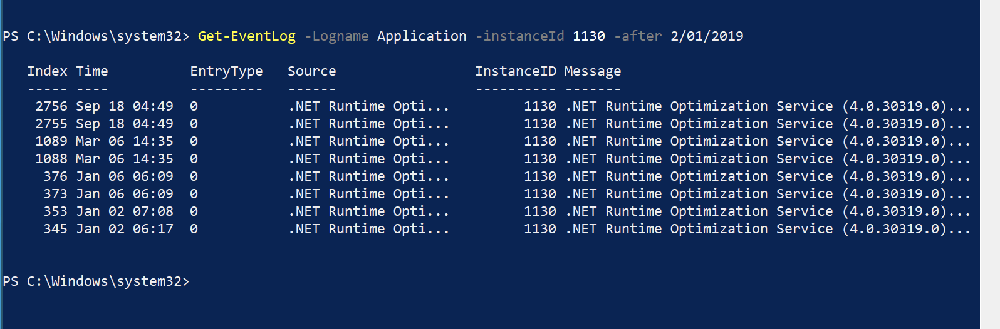 PS C:\Windows\system32> Get-EventLog -Logname Application -instanceId 1130 -after 2/01/2019
Index Time EntryType Source InstanceID Message
----- ---- --------- ------ ---------- -------
2756 Sep 18 04:49 0 .NET Runtime Opti... 1130 .NET Runtime Optimization Service (4.0.30319.0)...
2755 Sep 18 04:49 0 .NET Runtime Opti... 1130 .NET Runtime Optimization Service (4.0.30319.0)...
1089 Mar 06 14:35 0 .NET Runtime Opti... 1130 .NET Runtime Optimization Service (4.0.30319.0)...
1088 Mar 06 14:35 0 .NET Runtime Opti... 1130 .NET Runtime Optimization Service (4.0.30319.0)...
376 Jan 06 06:09 0 .NET Runtime Opti... 1130 .NET Runtime Optimization Service (4.0.30319.0)...
373 Jan 06 06:09 0 .NET Runtime Opti... 1130 .NET Runtime Optimization Service (4.0.30319.0)...
353 Jan 02 07:08 0 .NET Runtime Opti... 1130 .NET Runtime Optimization Service (4.0.30319.0)...
345 Jan 02 06:17 0 .NET Runtime Opti... 1130 .NET Runtime Optimization Service (4.0.30319.0)...
PS C:\Windows\system32>